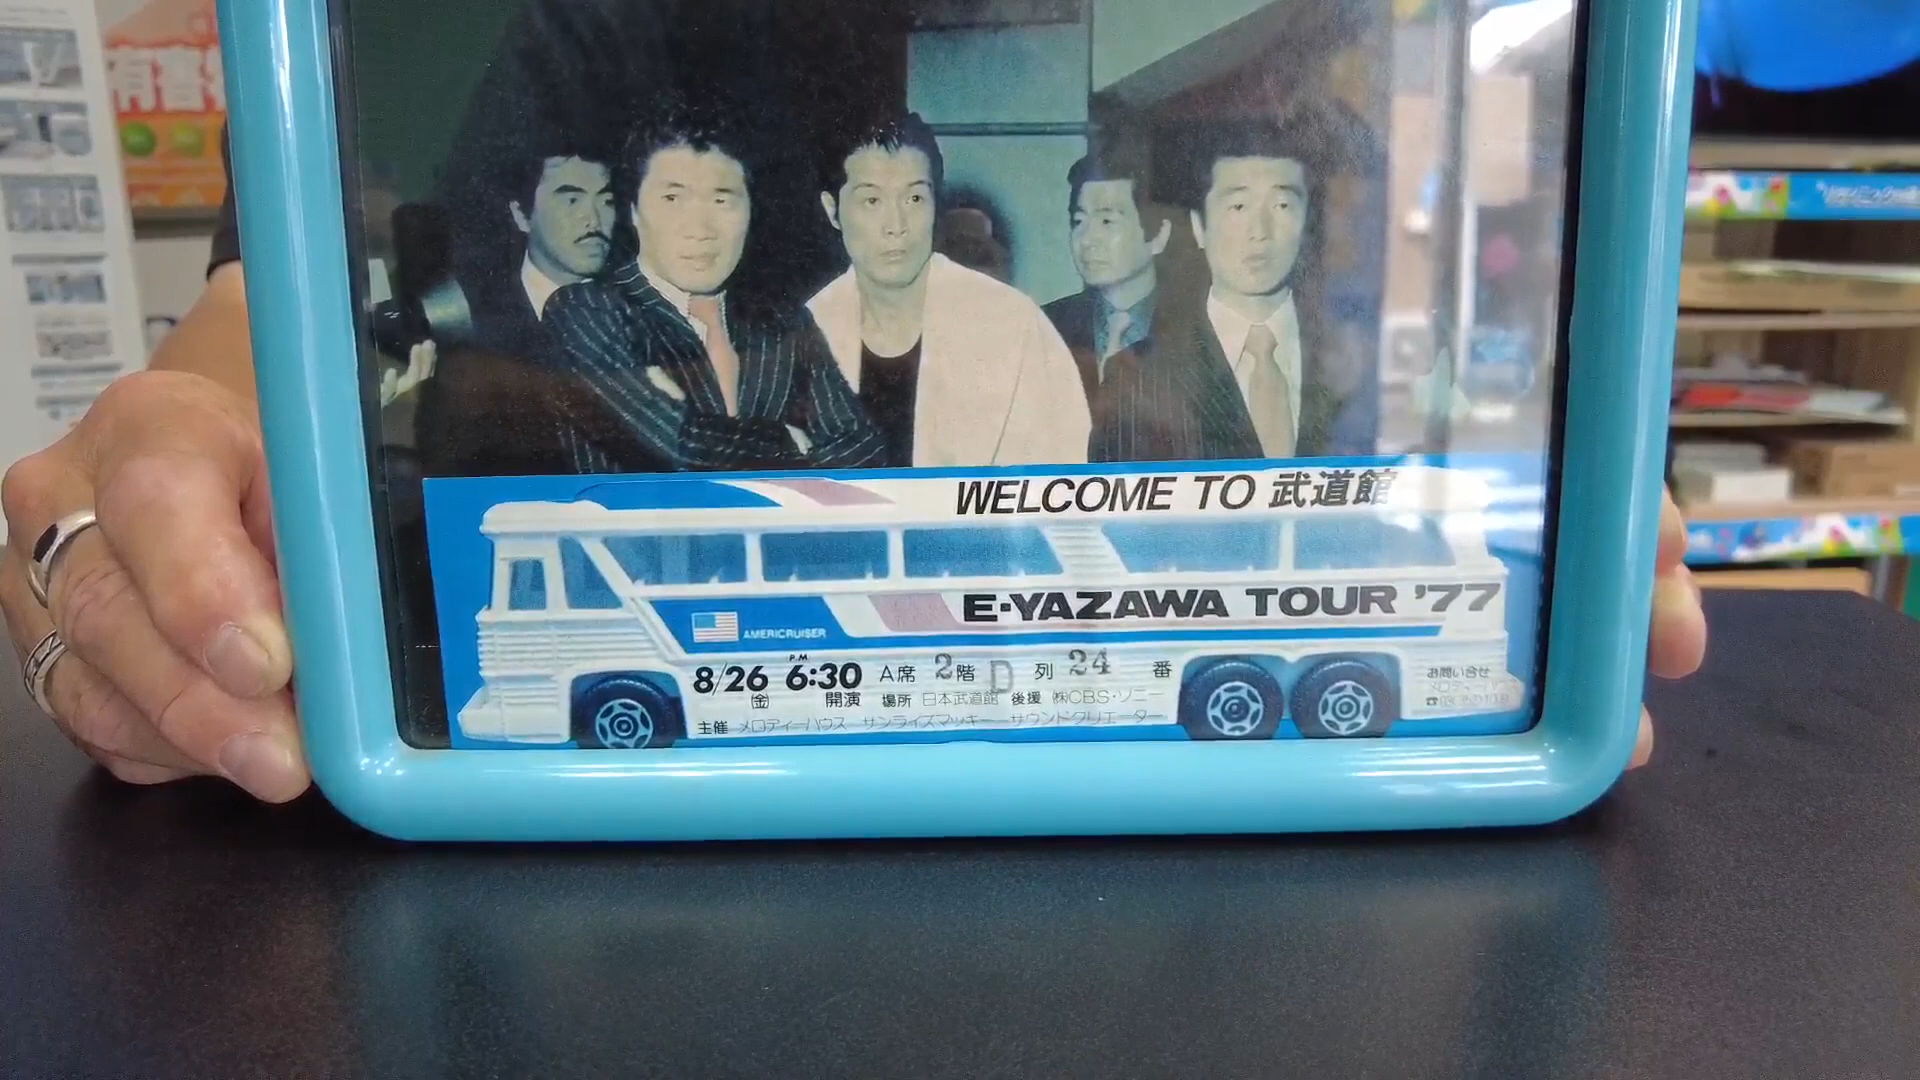 有害
WELCOME TO 武道館
E·YAZAWA TOUR '77
AMERICRUISER
8/26 P.M. 6:30 A席 2階 D 列 24 番
(金) 開演 場所 日本武道館 後援 ㈱CBS・ソニー
主催 メロディーハウス サンライズマッキー サウンドクリエーター
お問い合せ